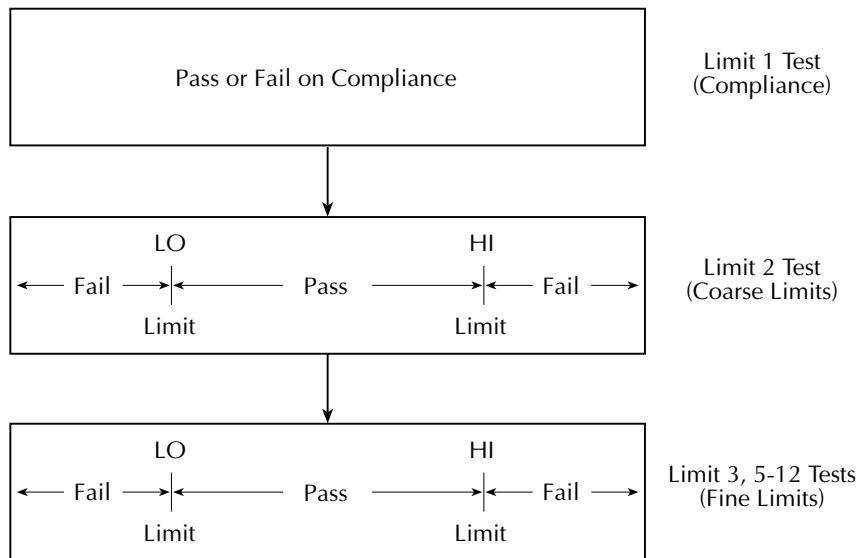 Pass or Fail on Compliance
Limit 1 Test
(Compliance)
LO HI
Fail Pass Fail
Limit Limit
Limit 2 Test
(Coarse Limits)
LO HI
Fail Pass Fail
Limit Limit
Limit 3, 5-12 Tests
(Fine Limits)